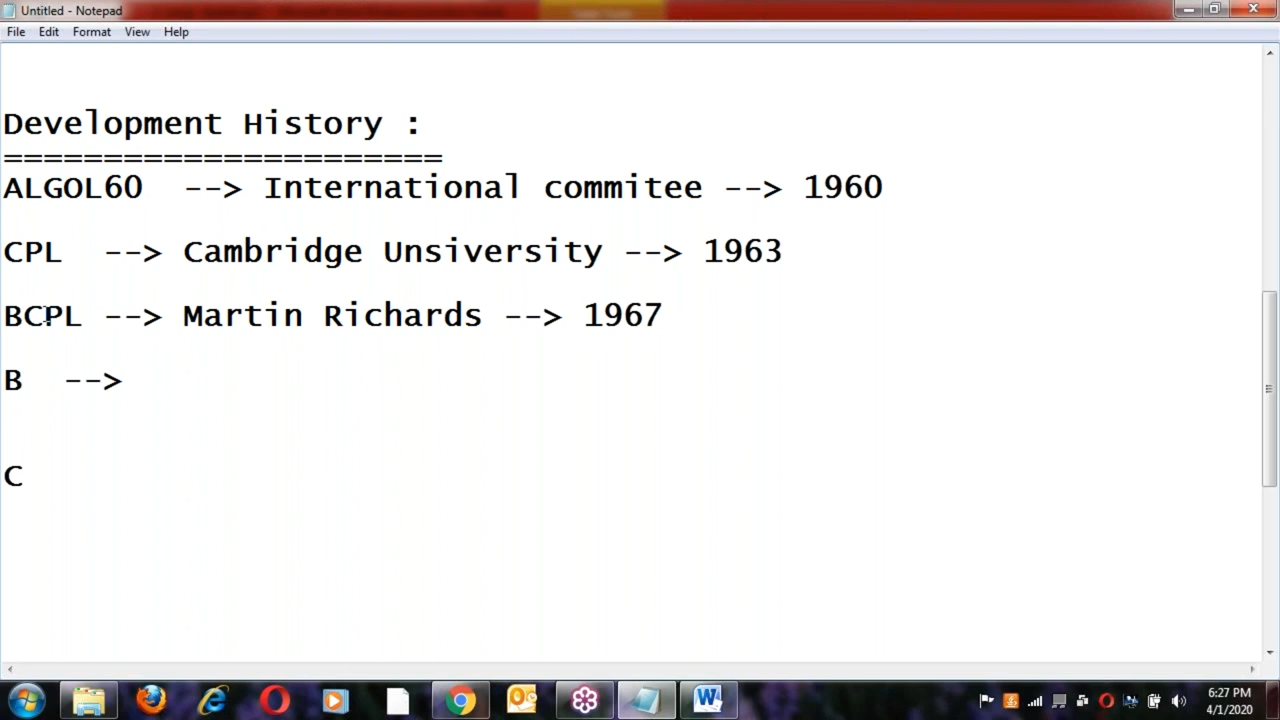 Untitled - Notepad
File Edit Format View Help
Development History :
======================
ALGOL60 --> International commitee --> 1960
CPL --> Cambridge Unsiversity --> 1963
BCPL --> Martin Richards --> 1967
B -->
C
6:27 PM
4/1/2020